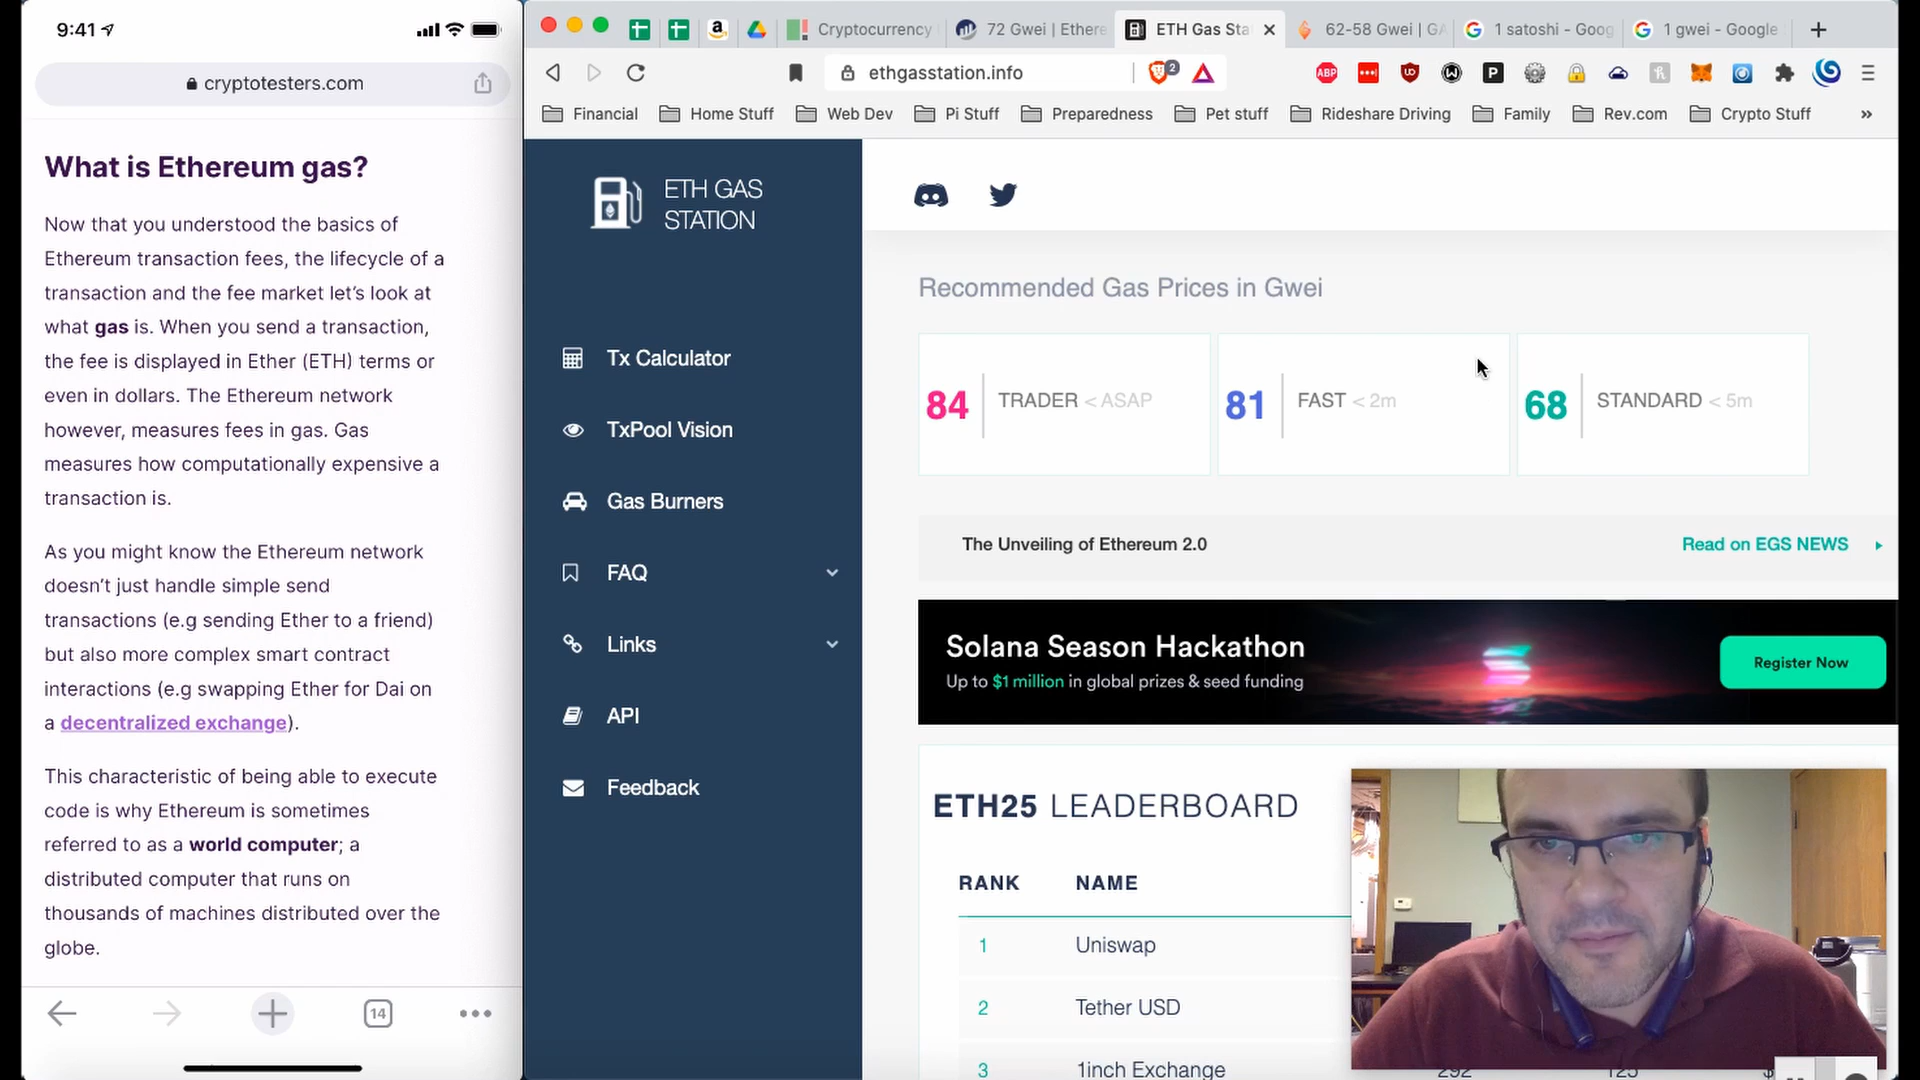 9:41
cryptotesters.com
What is Ethereum gas?
Now that you understood the basics of
Ethereum transaction fees, the lifecycle of a
transaction and the fee market let's look at
what gas is. When you send a transaction,
the fee is displayed in Ether (ETH) terms or
even in dollars. The Ethereum network
however, measures fees in gas. Gas
measures how computationally expensive a
transaction is.
As you might know the Ethereum network
doesn't just handle simple send
transactions (e.g sending Ether to a friend)
but also more complex smart contract
interactions (e.g swapping Ether for Dai on
a decentralized exchange).
This characteristic of being able to execute
code is why Ethereum is sometimes
referred to as a world computer; a
distributed computer that runs on
thousands of machines distributed over the
globe.
14
Cryptocurrency
72 Gwei | Ethere
ETH Gas Sta
62-58 Gwei | GA
1 satoshi - Goog
1 gwei - Google
ethgasstation.info
2
ABP
Financial
Home Stuff
Web Dev
Pi Stuff
Preparedness
Pet stuff
Rideshare Driving
Family
Rev.com
Crypto Stuff
»
ETH GAS
STATION
Tx Calculator
TxPool Vision
Gas Burners
FAQ
Links
API
Feedback
Recommended Gas Prices in Gwei
84 TRADER < ASAP
81 FAST < 2m
68 STANDARD < 5m
The Unveiling of Ethereum 2.0
Read on EGS NEWS
Solana Season Hackathon
Up to $1 million in global prizes & seed funding
Register Now
ETH25 LEADERBOARD
RANK NAME
1 Uniswap
2 Tether USD
3 1inch Exchange 292 125